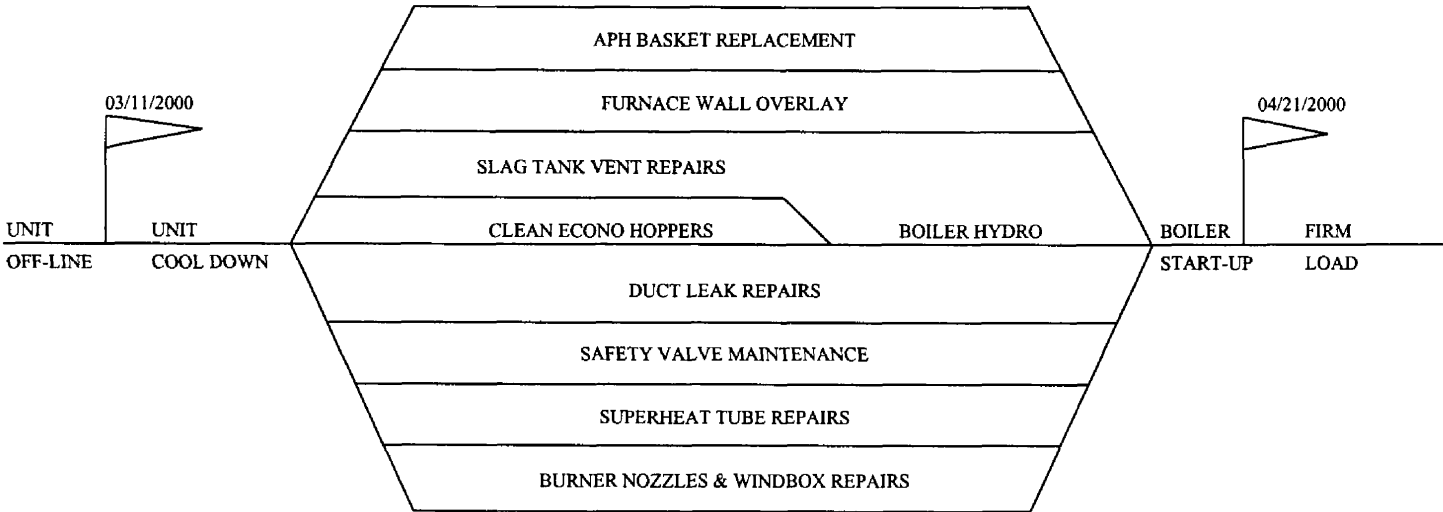 APH BASKET REPLACEMENT
03/11/2000
FURNACE WALL OVERLAY
04/21/2000
SLAG TANK VENT REPAIRS
UNIT
UNIT
CLEAN ECONO HOPPERS
BOILER HYDRO
BOILER
FIRM
OFF-LINE
COOL DOWN
START-UP
LOAD
DUCT LEAK REPAIRS
SAFETY VALVE MAINTENANCE
SUPERHEAT TUBE REPAIRS
BURNER NOZZLES & WINDBOX REPAIRS